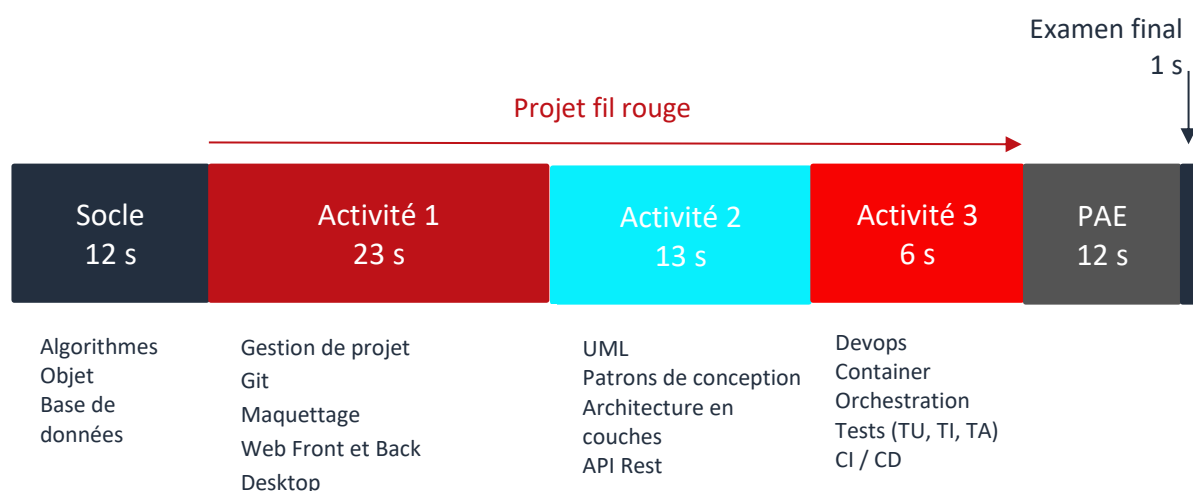 Examen final
1 s
Projet fil rouge
Socle
12 s
Activité 1
23 s
Activité 2
13 s
Activité 3
6 s
PAE
12 s
Algorithmes
Objet
Base de
données
Gestion de projet
Git
Maquettage
Web Front et Back
Desktop
UML
Patrons de conception
Architecture en
couches
API Rest
Devops
Container
Orchestration
Tests (TU, TI, TA)
CI / CD